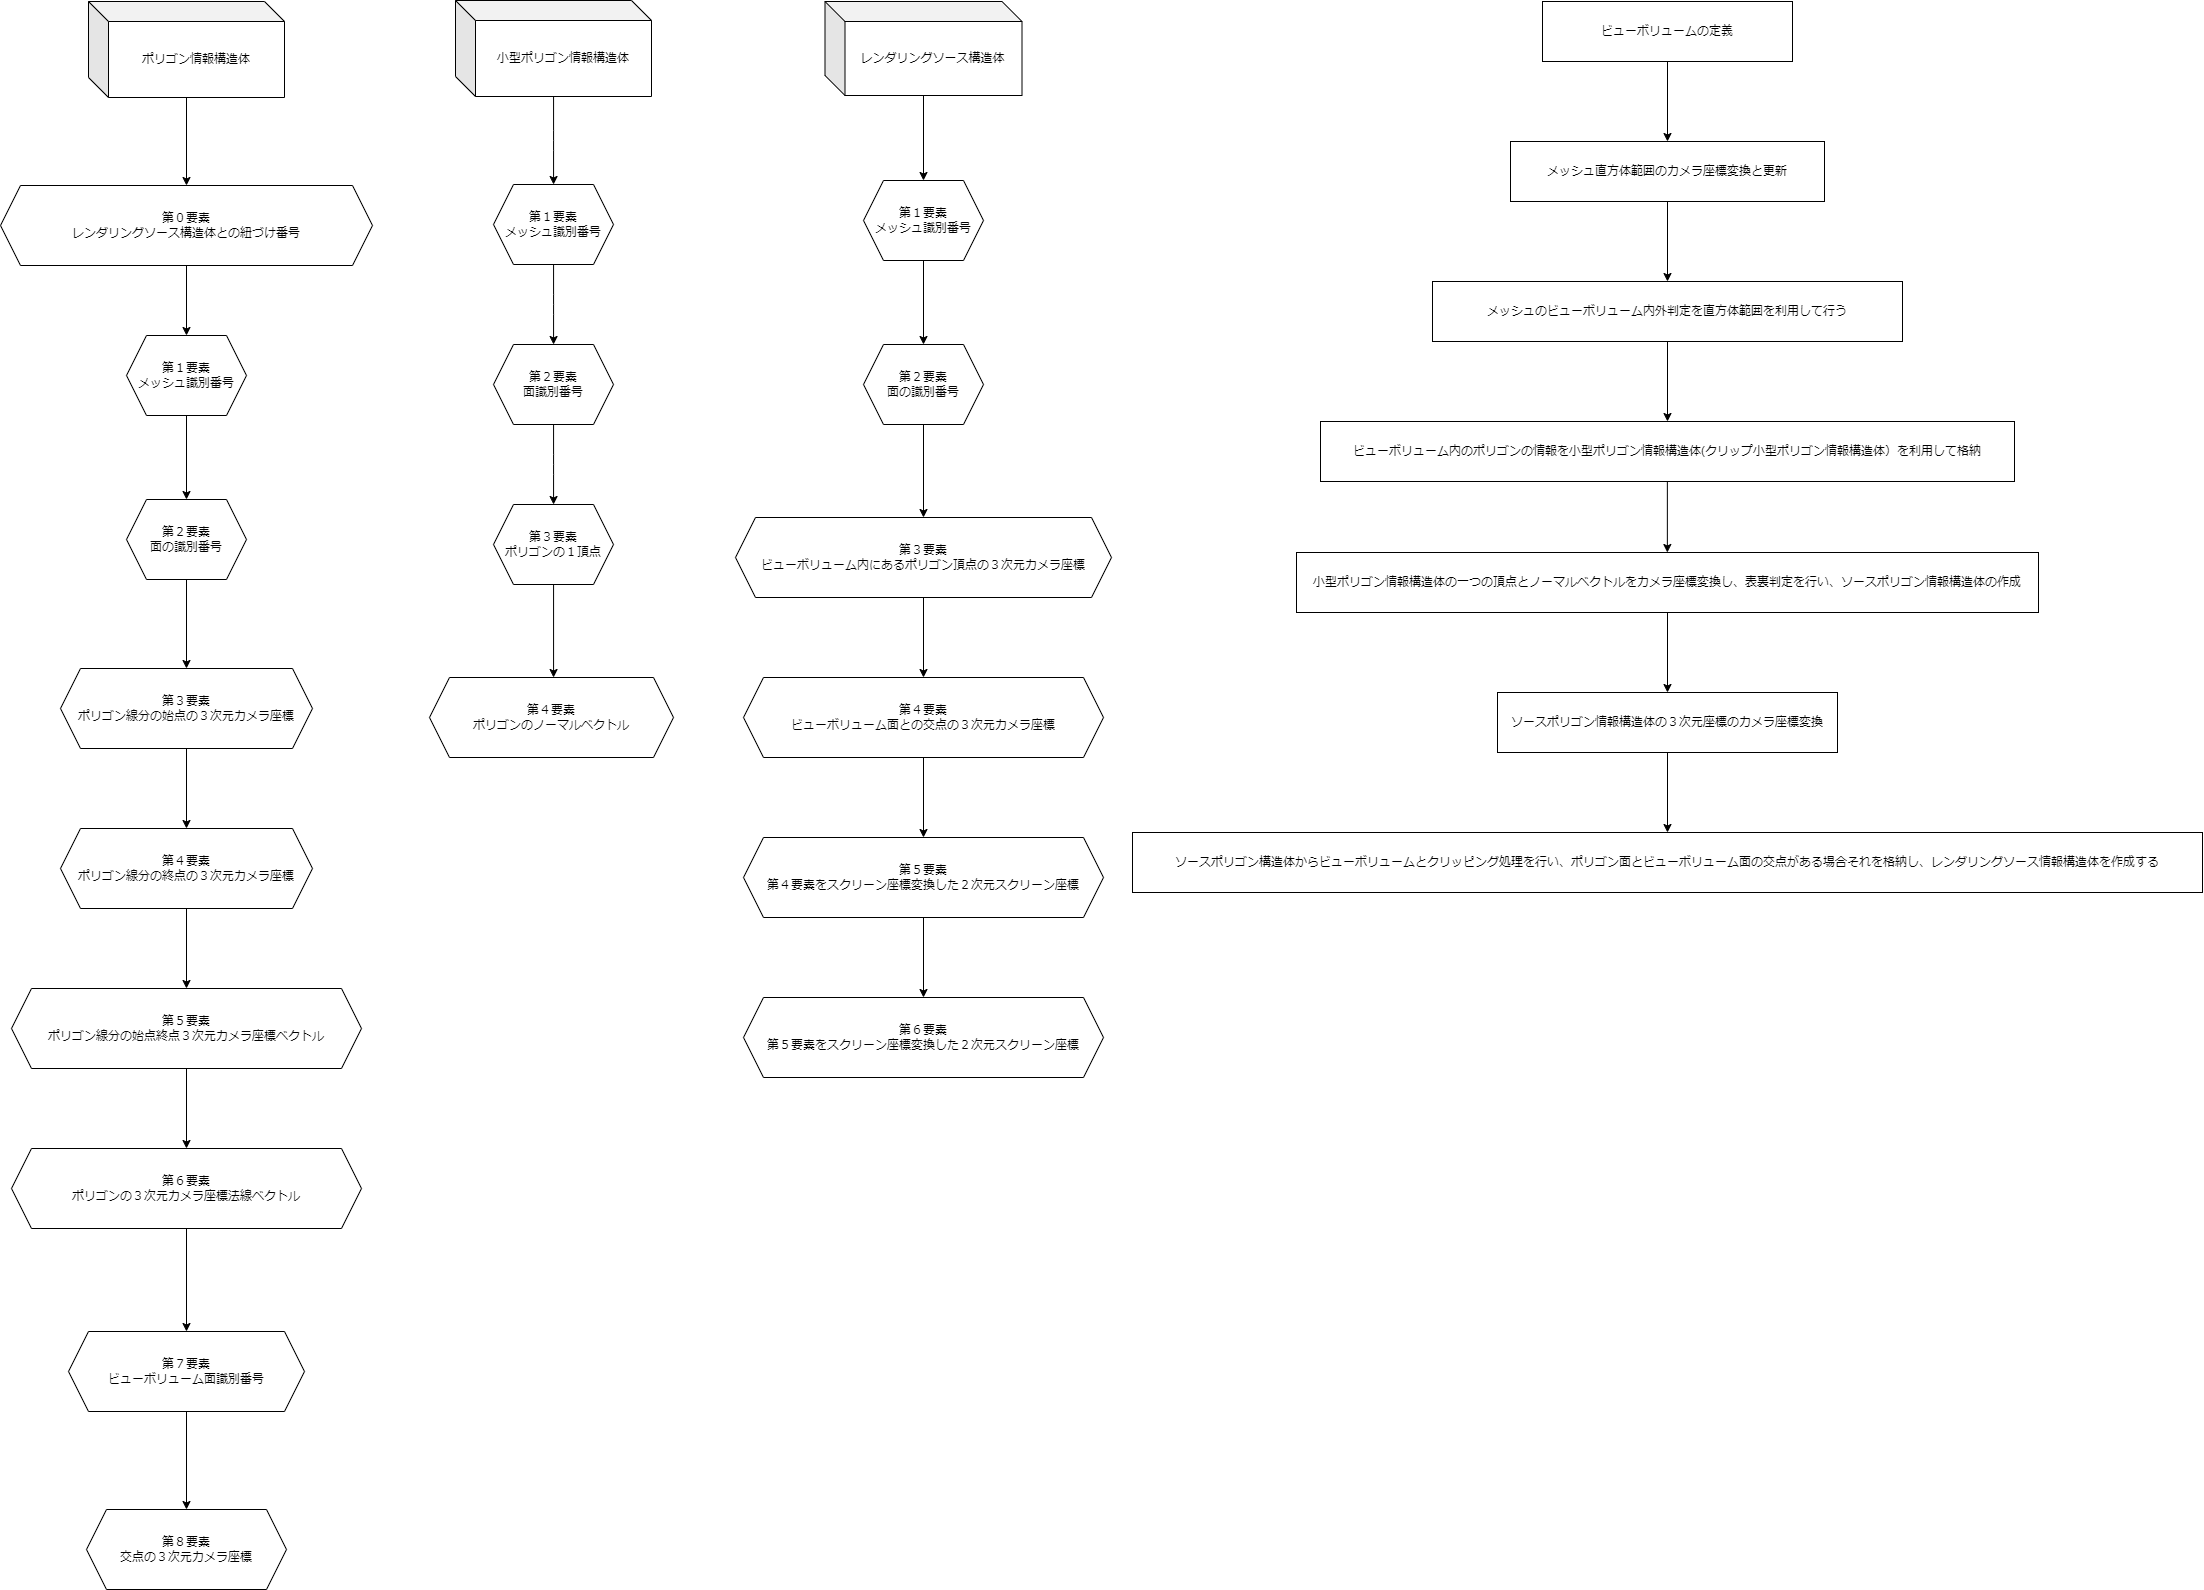 ポリゴン情報構造体
第０要素
レンダリングソース構造体との紐づけ番号
第１要素
メッシュ識別番号
第２要素
面の識別番号
第３要素
ポリゴン線分の始点の３次元カメラ座標
第４要素
ポリゴン線分の終点の３次元カメラ座標
第５要素
ポリゴン線分の始点終点３次元カメラ座標ベクトル
第６要素
ポリゴンの３次元カメラ座標法線ベクトル
第７要素
ビューボリューム面識別番号
第８要素
交点の３次元カメラ座標
小型ポリゴン情報構造体
第１要素
メッシュ識別番号
第２要素
面識別番号
第３要素
ポリゴンの１頂点
第４要素
ポリゴンのノーマルベクトル
レンダリングソース構造体
第１要素
メッシュ識別番号
第２要素
面の識別番号
第３要素
ビューボリューム内にあるポリゴン頂点の３次元カメラ座標
第４要素
ビューボリューム面との交点の３次元カメラ座標
第５要素
第４要素をスクリーン座標変換した２次元スクリーン座標
第６要素
第５要素をスクリーン座標変換した２次元スクリーン座標
ビューボリュームの定義
メッシュ直方体範囲のカメラ座標変換と更新
メッシュのビューボリューム内外判定を直方体範囲を利用して行う
ビューボリューム内のポリゴンの情報を小型ポリゴン情報構造体(クリップ小型ポリゴン情報構造体）を利用して格納
小型ポリゴン情報構造体の一つの頂点とノーマルベクトルをカメラ座標変換し、表裏判定を行い、ソースポリゴン情報構造体の作成
ソースポリゴン情報構造体の３次元座標のカメラ座標変換
ソースポリゴン構造体からビューボリュームとクリッピング処理を行い、ポリゴン面とビューボリューム面の交点がある場合それを格納し、レンダリングソース情報構造体を作成する